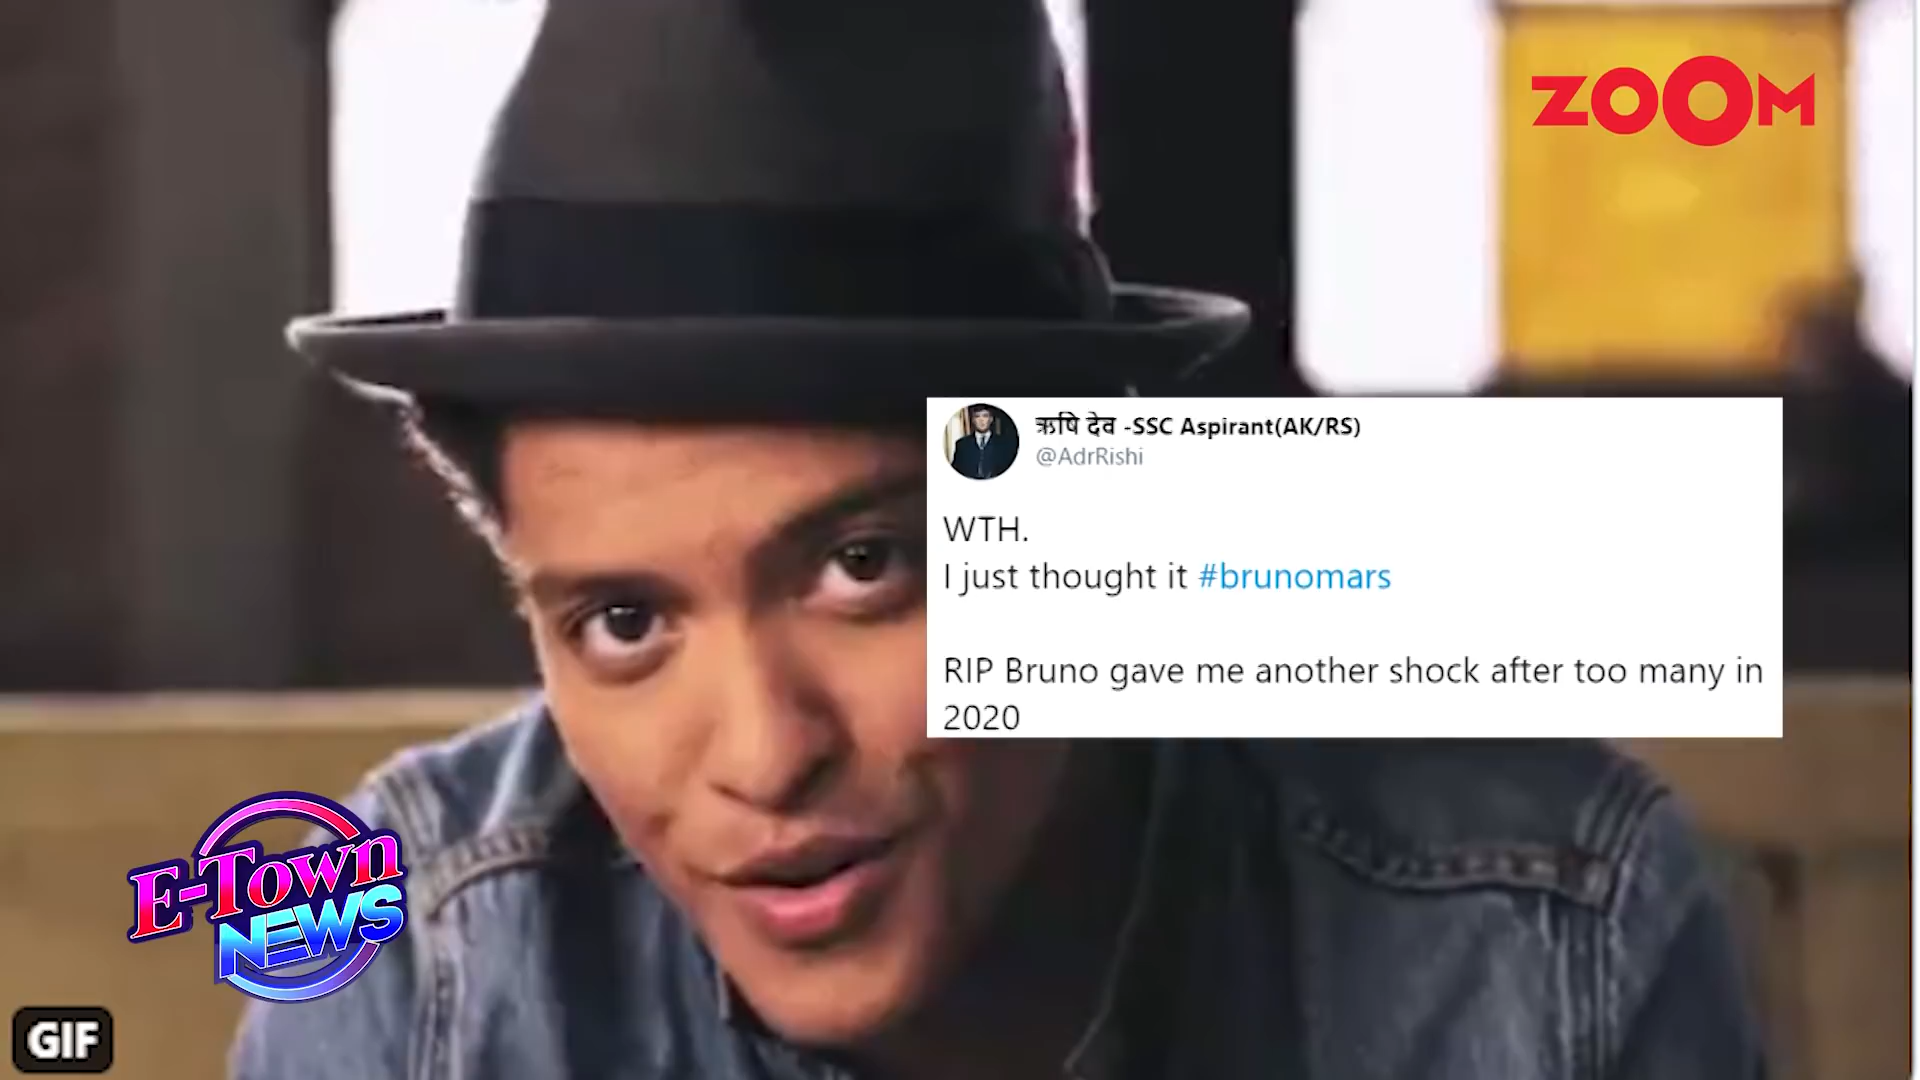 ZOOM
ऋषि देव -SSC Aspirant(AK/RS)
@AdrRishi
WTH.
I just thought it #brunomars
RIP Bruno gave me another shock after too many in
2020
E-TOWN
NEWS
GIF